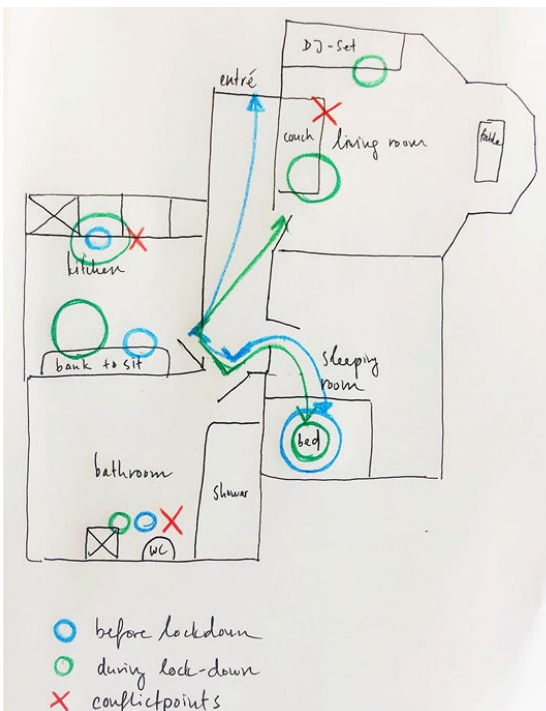 DJ-Set
entré
couch
living room
table
kitchen
bank to sit
sleeping
room
bed
bathroom
shower
WC
before lockdown
during lock-down
conflictpoints